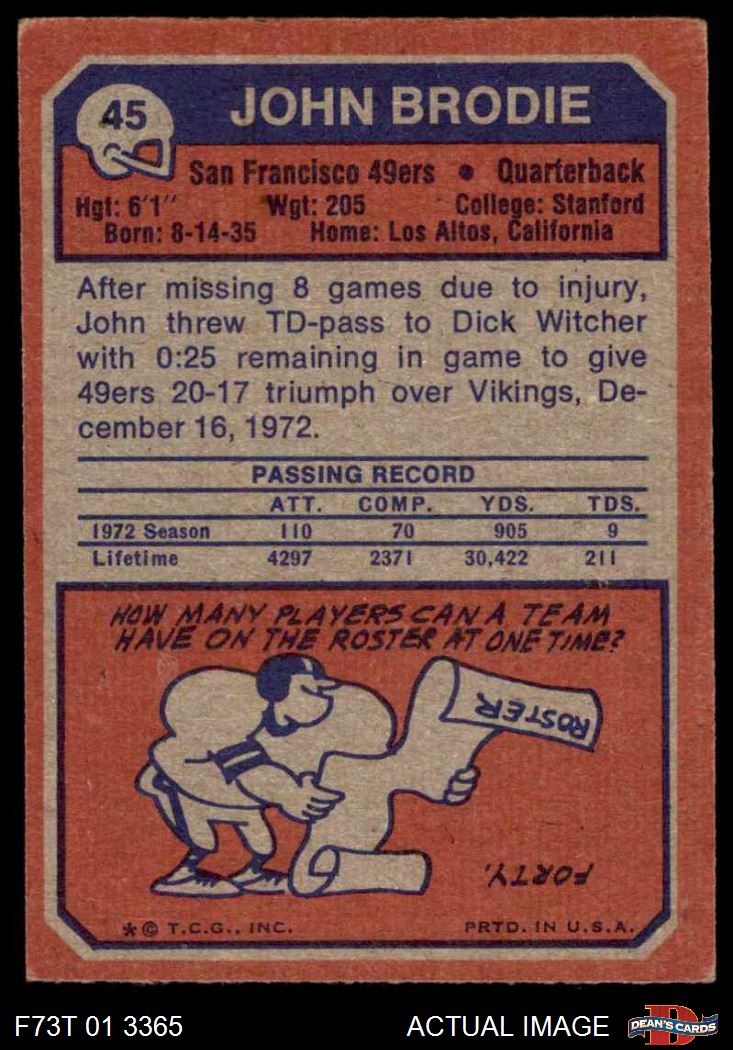 45
JOHN BRODIE
San Francisco 49ers • Quarterback
Hgt: 6'1" Wgt: 205 College: Stanford
Born: 8-14-35 Home: Los Altos, California
After missing 8 games due to injury,
John threw TD-pass to Dick Witcher
with 0:25 remaining in game to give
49ers 20-17 triumph over Vikings, De-
cember 16, 1972.
PASSING RECORD
ATT. COMP. YDS. TDS.
1972 Season 110 70 905 9
Lifetime 4297 2371 30,422 211
HOW MANY PLAYERS CAN A TEAM
HAVE ON THE ROSTER AT ONE TIME?
ROSTER
FORTY.
* © T.C.G., INC. PRTD. IN U.S.A.
F73T 01 3365 ACTUAL IMAGE D DEAN'S CARDS